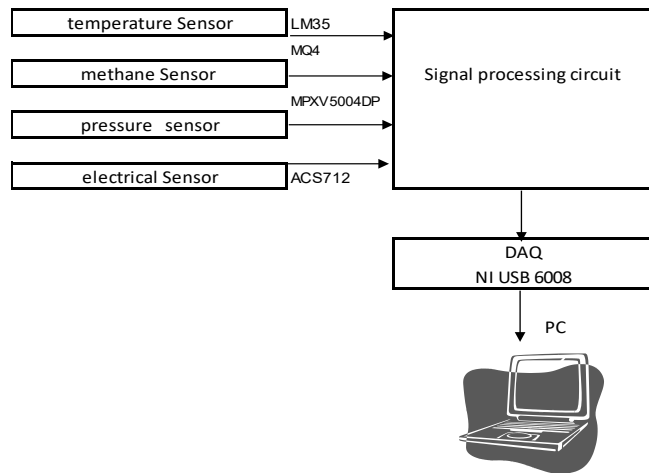 temperature Sensor
LM35
MQ4
methane Sensor
Signal processing circuit
MPXV5004DP
pressure sensor
electrical Sensor
ACS712
DAQ
NI USB 6008
PC